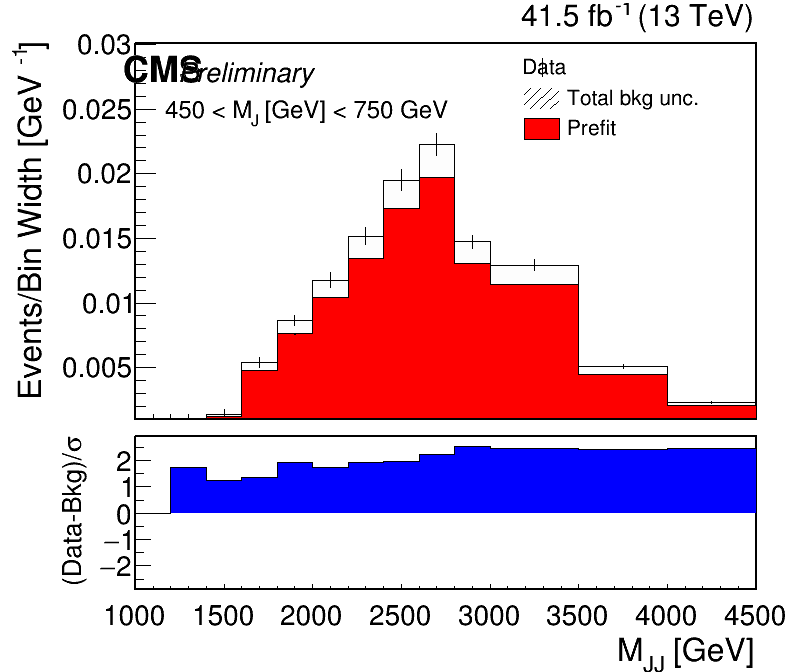 41.5 fb⁻¹ (13 TeV)
CMS Preliminary
450 < M_J [GeV] < 750 GeV
Data
Total bkg unc.
Prefit
Events/Bin Width [GeV⁻¹]
0.03
0.025
0.02
0.015
0.01
0.005
(Data-Bkg)/σ
2
1
0
−1
−2
1000 1500 2000 2500 3000 3500 4000 4500
M_JJ [GeV]